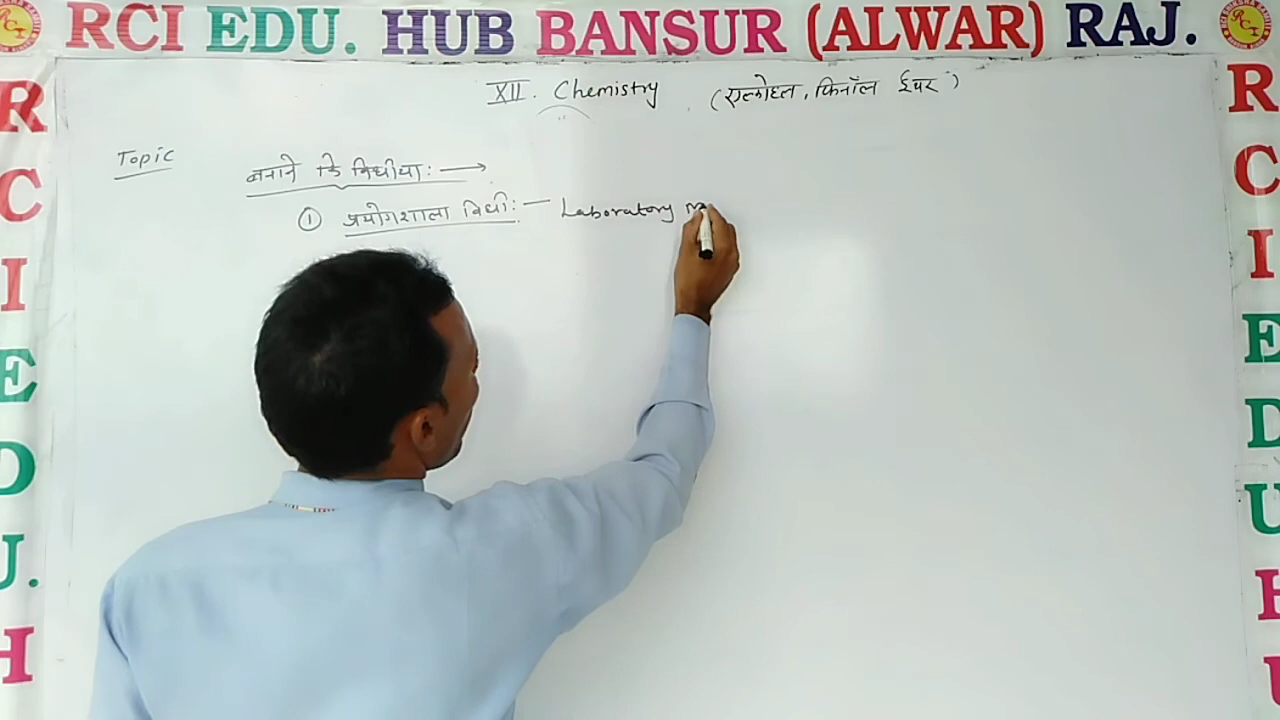 RCI EDU. HUB BANSUR (ALWAR) RAJ.
XII. Chemistry (एल्कोहल, फिनॉल ईथर)
Topic
बनाने कि विधीया:→
① प्रयोगशाला विधी:— Laboratory m
R
C
I
E
D
U.
H
R
C
I
E
D
U
H
U